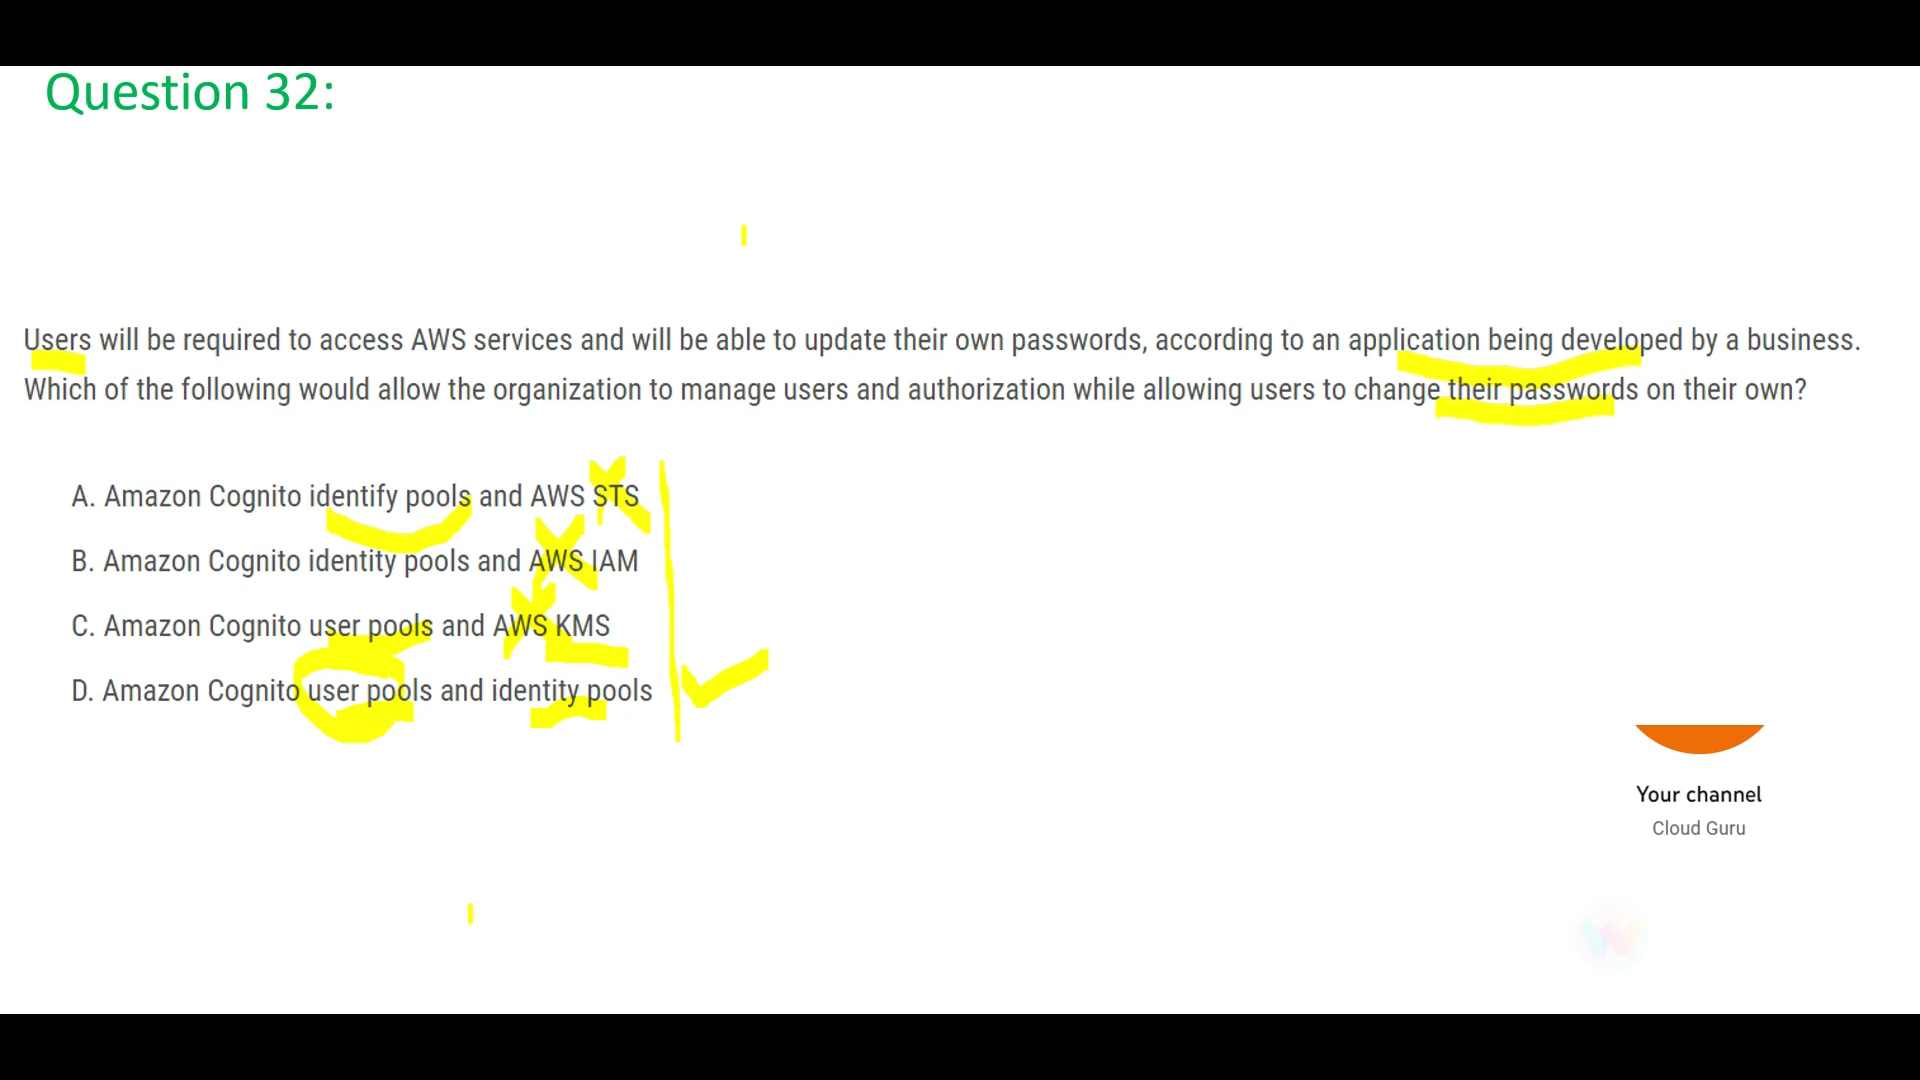 Question 32:
Users will be required to access AWS services and will be able to update their own passwords, according to an application being developed by a business.
Which of the following would allow the organization to manage users and authorization while allowing users to change their passwords on their own?
A. Amazon Cognito identify pools and AWS STS
B. Amazon Cognito identity pools and AWS IAM
C. Amazon Cognito user pools and AWS KMS
D. Amazon Cognito user pools and identity pools
Your channel
Cloud Guru